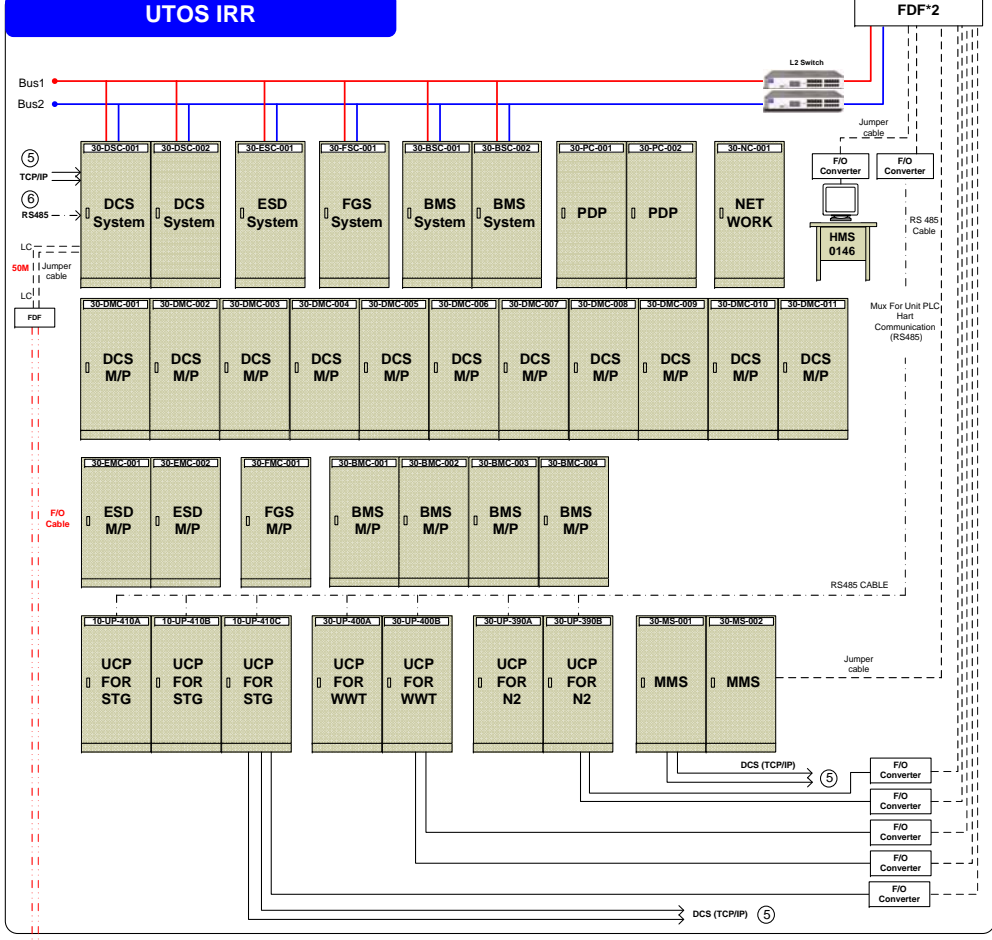 UTOS IRR
FDF*2
L2 Switch
Bus1
Bus2
Jumper
cable
30-DSC-001
30-DSC-002
30-ESC-001
30-FSC-001
30-BSC-001
30-BSC-002
30-PC-001
30-PC-002
30-NC-001
F/O
Converter
F/O
Converter
5
TCP/IP
6
RS485
DCS
System
DCS
System
ESD
System
FGS
System
BMS
System
BMS
System
PDP
PDP
NET
WORK
HMS
0146
RS 485
Cable
LC
50M
Jumper
cable
LC
FDF
30-DMC-001
30-DMC-002
30-DMC-003
30-DMC-004
30-DMC-005
30-DMC-006
30-DMC-007
30-DMC-008
30-DMC-009
30-DMC-010
30-DMC-011
Mux For Unit PLC
Hart
Communication
(RS485)
DCS
M/P
DCS
M/P
DCS
M/P
DCS
M/P
DCS
M/P
DCS
M/P
DCS
M/P
DCS
M/P
DCS
M/P
DCS
M/P
DCS
M/P
30-EMC-001
30-EMC-002
30-FMC-001
30-BMC-001
30-BMC-002
30-BMC-003
30-BMC-004
F/O
Cable
ESD
M/P
ESD
M/P
FGS
M/P
BMS
M/P
BMS
M/P
BMS
M/P
BMS
M/P
RS485 CABLE
10-UP-410A
10-UP-410B
10-UP-410C
30-UP-400A
30-UP-400B
30-UP-390A
30-UP-390B
30-MS-001
30-MS-002
UCP
FOR
STG
UCP
FOR
STG
UCP
FOR
STG
UCP
FOR
WWT
UCP
FOR
WWT
UCP
FOR
N2
UCP
FOR
N2
MMS
MMS
Jumper
cable
DCS (TCP/IP)
5
F/O
Converter
F/O
Converter
F/O
Converter
F/O
Converter
F/O
Converter
DCS (TCP/IP)
5